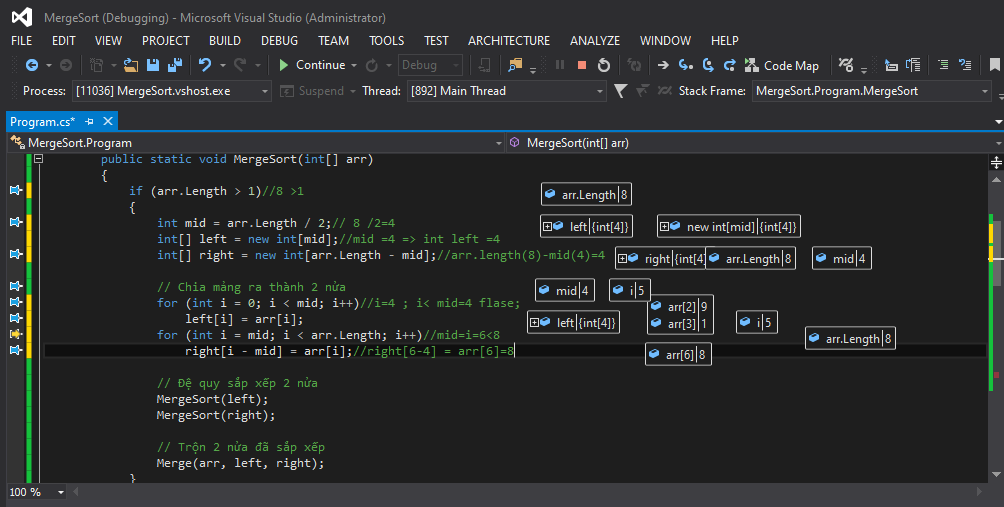 MergeSort (Debugging) - Microsoft Visual Studio (Administrator)
FILE EDIT VIEW PROJECT BUILD DEBUG TEAM TOOLS TEST ARCHITECTURE ANALYZE WINDOW HELP
Continue Debug Code Map
Process: [11036] MergeSort.vshost.exe Suspend Thread: [892] Main Thread Stack Frame: MergeSort.Program.MergeSort
Program.cs*
MergeSort.Program MergeSort(int[] arr)
public static void MergeSort(int[] arr)
{
if (arr.Length > 1)//8 >1 arr.Length 8
{
int mid = arr.Length / 2;// 8 /2=4 left {int[4]} new int[mid] {int[4]}
int[] left = new int[mid];//mid =4 => int left =4
int[] right = new int[arr.Length - mid];//arr.length(8)-mid(4)=4 right {int[4 arr.Length 8 mid 4
// Chia mảng ra thành 2 nửa mid 4 i 5
for (int i = 0; i < mid; i++)//i=4 ; i< mid=4 flase; arr[2] 9
left[i] = arr[i]; left {int[4]} arr[3] 1 i 5
for (int i = mid; i < arr.Length; i++)//mid=i=6<8 arr.Length 8
right[i - mid] = arr[i];//right[6-4] = arr[6]=8 arr[6] 8
// Đệ quy sắp xếp 2 nửa
MergeSort(left);
MergeSort(right);
// Trộn 2 nửa đã sắp xếp
Merge(arr, left, right);
}
100 %